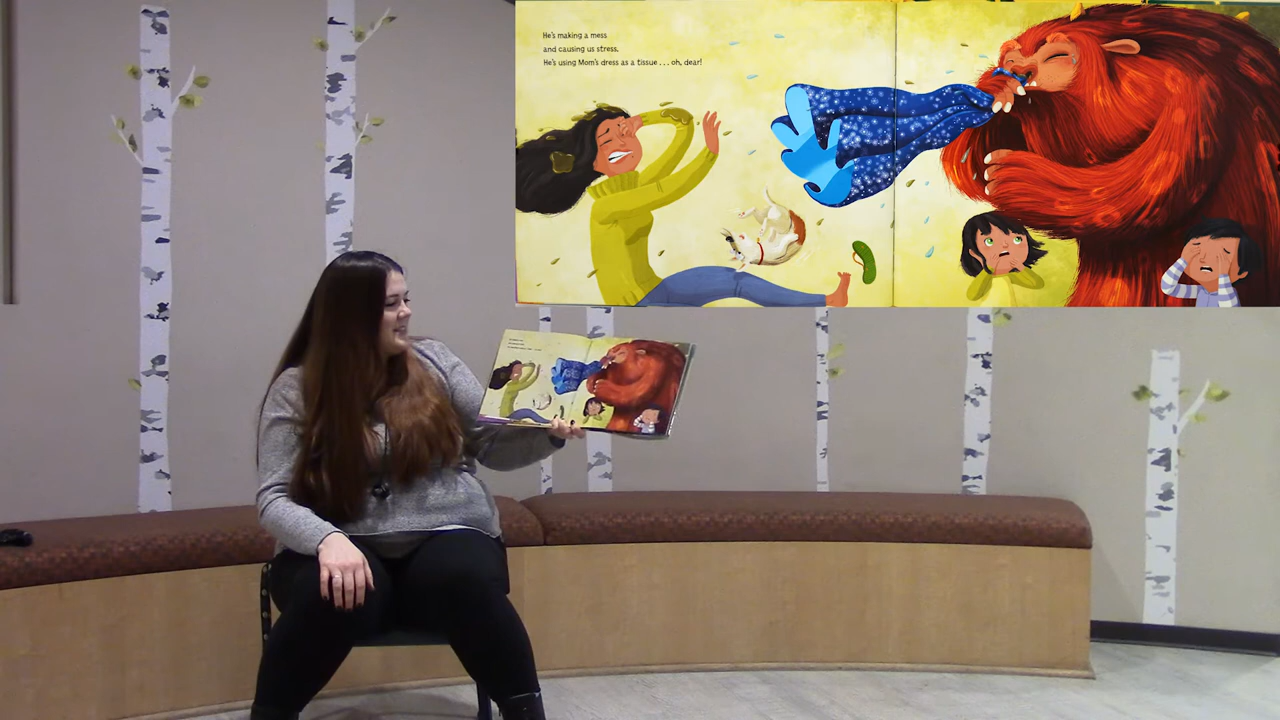 He's making a mess
and causing us stress.
He's using Mom's dress as a tissue . . . oh, dear!